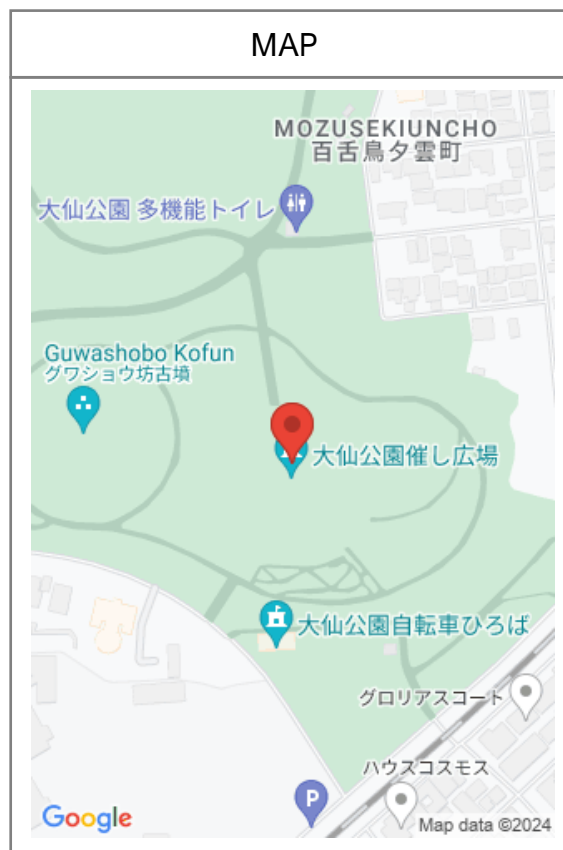 MAP
MOZUSEKIUNCHO
百舌鳥夕雲町
大仙公園 多機能トイレ
Guwashobo Kofun
グワショウ坊古墳
大仙公園催し広場
大仙公園自転車ひろば
グロリアスコート
ハウスコスモス
P
Google
Map data ©2024